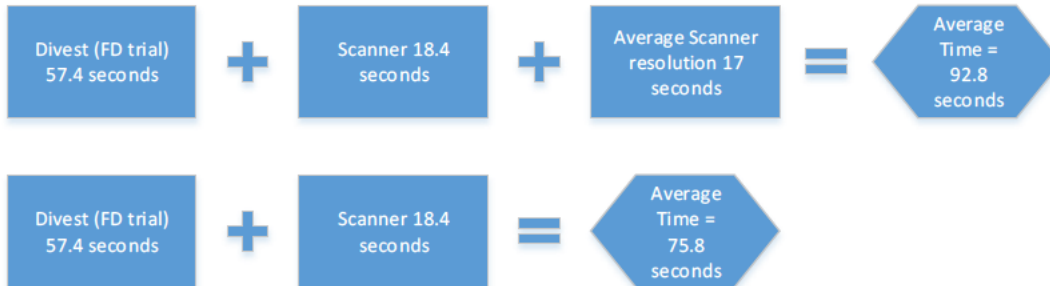 Divest (FD trial)
57.4 seconds
+
Scanner 18.4
seconds
+
Average Scanner
resolution 17
seconds
=
Average
Time =
92.8
seconds
Divest (FD trial)
57.4 seconds
+
Scanner 18.4
seconds
=
Average
Time =
75.8
seconds